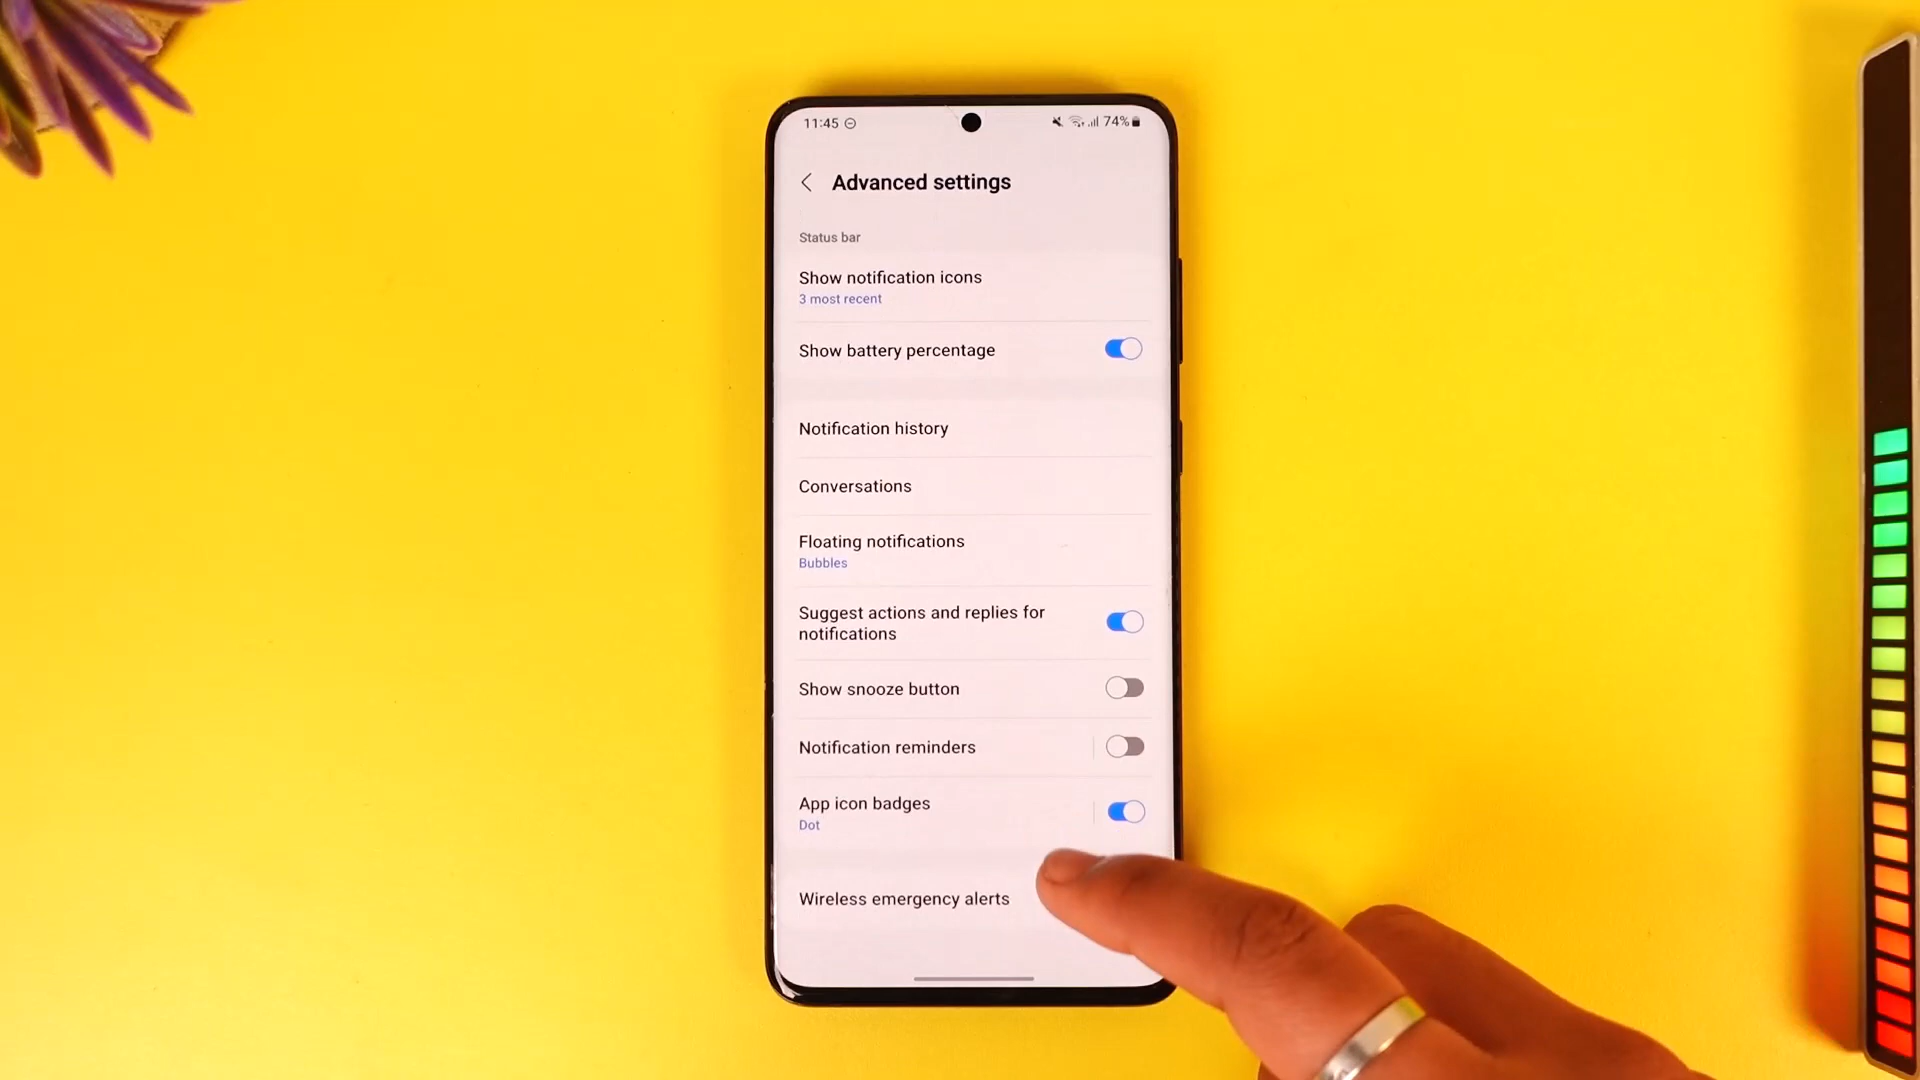 11:45
74%
Advanced settings
Status bar
Show notification icons
3 most recent
Show battery percentage
Notification history
Conversations
Floating notifications
Bubbles
Suggest actions and replies for
notifications
Show snooze button
Notification reminders
App icon badges
Dot
Wireless emergency alerts